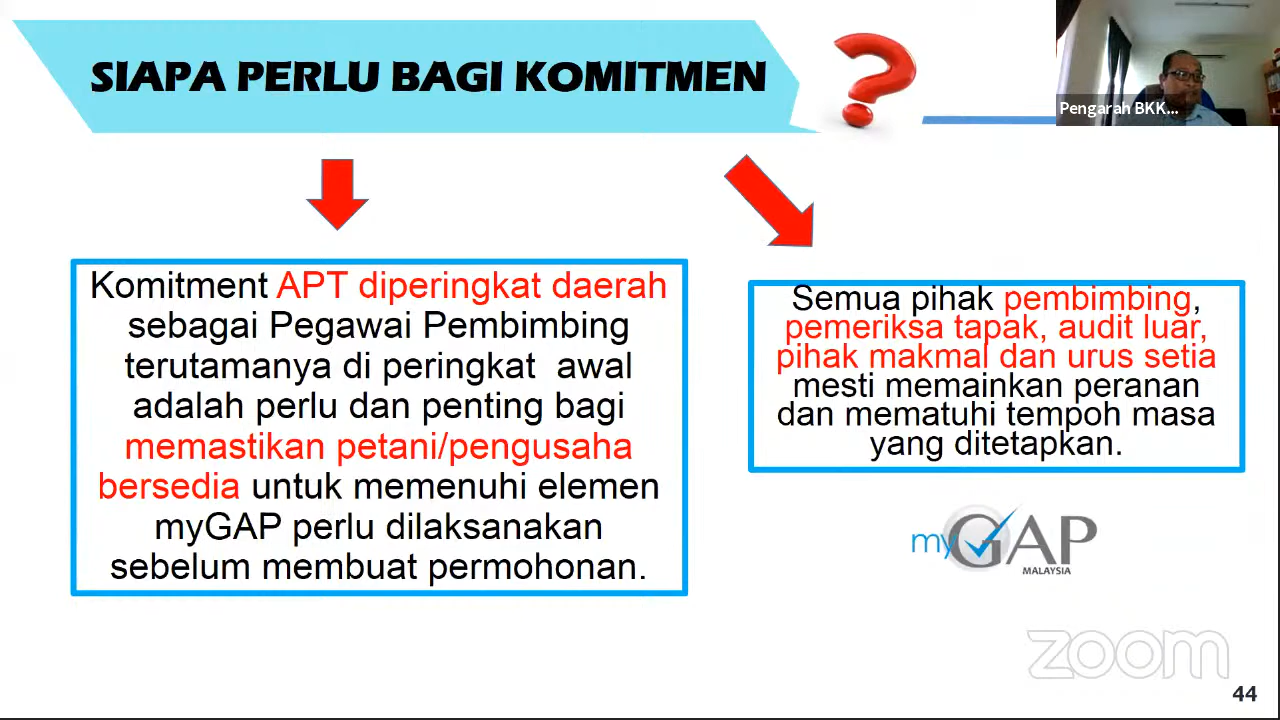 SIAPA PERLU BAGI KOMITMEN
Pengarah BKK...
Komitment APT diperingkat daerah
sebagai Pegawai Pembimbing
terutamanya di peringkat awal
adalah perlu dan penting bagi
memastikan petani/pengusaha
bersedia untuk memenuhi elemen
myGAP perlu dilaksanakan
sebelum membuat permohonan.
Semua pihak pembimbing,
pemeriksa tapak, audit luar,
pihak makmal dan urus setia
mesti memainkan peranan
dan mematuhi tempoh masa
yang ditetapkan.
myGAP
MALAYSIA
zoom
44